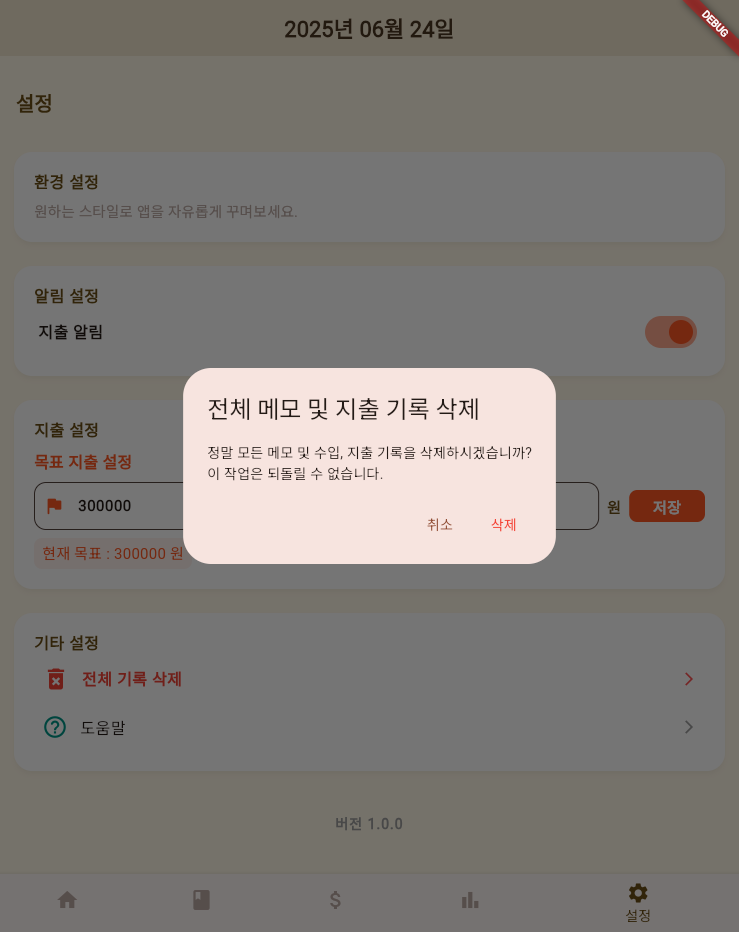 2025년 06월 24일
DEBUG
설정
환경 설정
원하는 스타일로 앱을 자유롭게 꾸며보세요.
알림 설정
지출 알림
지출 설정
목표 지출 설정
300000
원
저장
현재 목표 : 300000 원
전체 메모 및 지출 기록 삭제
정말 모든 메모 및 수입, 지출 기록을 삭제하시겠습니까?
이 작업은 되돌릴 수 없습니다.
취소
삭제
기타 설정
전체 기록 삭제
도움말
버전 1.0.0
설정